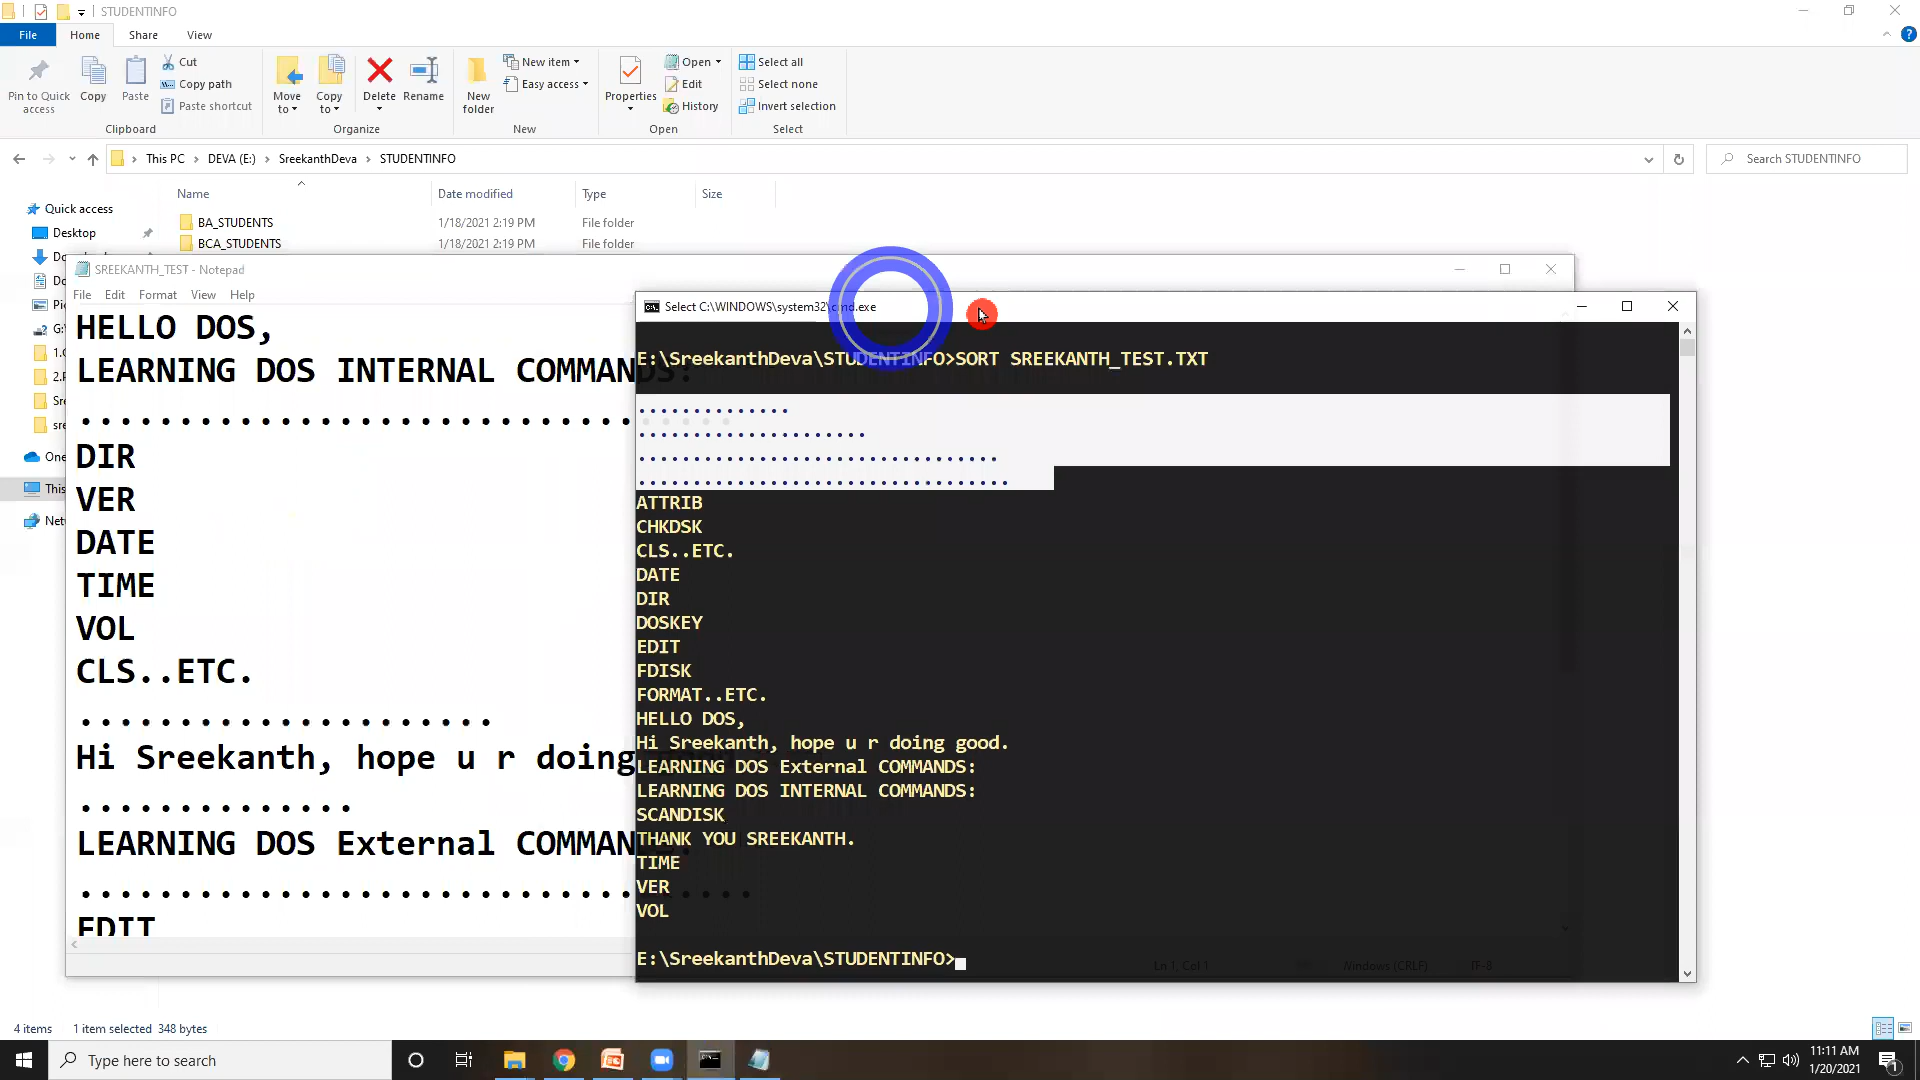 STUDENTINFO
File Home Share View
Pin to Quick access
Copy
Paste
Cut
Copy path
Paste shortcut
Clipboard
Move to
Copy to
Delete
Rename
Organize
New folder
New item
Easy access
New
Properties
Open
Edit
History
Open
Select all
Select none
Invert selection
Select
This PC > DEVA (E:) > SreekanthDeva > STUDENTINFO
Search STUDENTINFO
Name Date modified Type Size
Quick access
Desktop
BA_STUDENTS 1/18/2021 2:19 PM File folder
BCA_STUDENTS 1/18/2021 2:19 PM File folder
SREEKANTH_TEST - Notepad
File Edit Format View Help
HELLO DOS,
LEARNING DOS INTERNAL COMMANDS:
.................................
DIR
VER
DATE
TIME
VOL
CLS..ETC.
.....................
Hi Sreekanth, hope u r doing
..............
LEARNING DOS External COMMAN
..................................
EDIT
Ln 1, Col 1
Windows (CRLF)
Select C:\WINDOWS\system32\cmd.exe
E:\SreekanthDeva\STUDENTINFO>SORT SREEKANTH_TEST.TXT
..............
.....................
.................................
..................................
ATTRIB
CHKDSK
CLS..ETC.
DATE
DIR
DOSKEY
EDIT
FDISK
FORMAT..ETC.
HELLO DOS,
Hi Sreekanth, hope u r doing good.
LEARNING DOS External COMMANDS:
LEARNING DOS INTERNAL COMMANDS:
SCANDISK
THANK YOU SREEKANTH.
TIME
VER
VOL
E:\SreekanthDeva\STUDENTINFO>
4 items 1 item selected 348 bytes
Type here to search
11:11 AM
1/20/2021